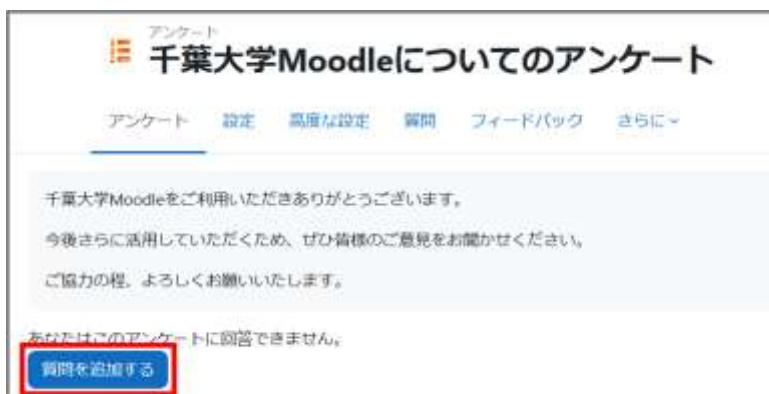 アンケート
千葉大学Moodleについてのアンケート
アンケート 設定 高度な設定 質問 フィードバック さらに
千葉大学Moodleをご利用いただきありがとうございます。
今後さらに活用していただくため、ぜひ皆様のご意見をお聞かせください。
ご協力の程、よろしくお願いいたします。
あなたはこのアンケートに回答できません。
質問を追加する